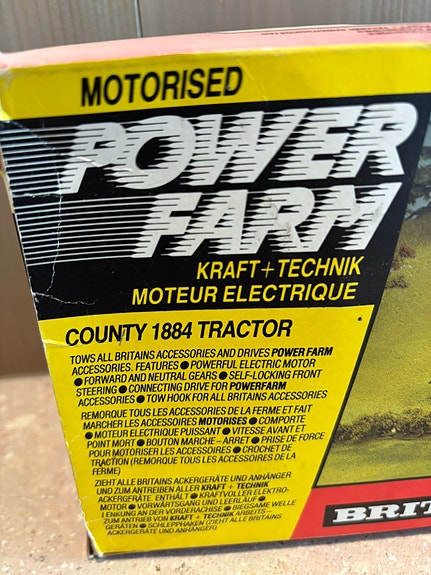 MOTORISED
POWER
FARM
KRAFT+TECHNIK
MOTEUR ELECTRIQUE
COUNTY 1884 TRACTOR
TOWS ALL BRITAINS ACCESSORIES AND DRIVES POWER FARM
ACCESSORIES. FEATURES ● POWERFUL ELECTRIC MOTOR
● FORWARD AND NEUTRAL GEARS ● SELF-LOCKING FRONT
STEERING ● CONNECTING DRIVE FOR POWERFARM
ACCESSORIES ● TOW HOOK FOR ALL BRITAINS ACCESSORIES
REMORQUE TOUS LES ACCESSOIRES DE LA FERME ET FAIT
MARCHER LES ACCESSOIRES MOTORISES ● COMPORTE
● MOTEUR ELECTRIQUE PUISSANT ● VITESSE AVANT ET
POINT MORT ● BOUTON MARCHE-ARRET ● PRISE DE FORCE
POUR MOTORISER LES ACCESSOIRES ● CROCHET DE
TRACTION (REMORQUE TOUS LES ACCESSOIRES DE LA
FERME)
ZIEHT ALLE BRITAINS ACKERGERÄTE UND ANHÄNGER
UND ZUM ANTREIBEN ALLER KRAFT + TECHNIK
ACKERGERÄTE. ENTHÄLT ● KRAFTVOLLER ELEKTRO-
MOTOR ● VORWÄRTSGANG UND LEERLAUF ●
LENKUNG AN DER VORDERACHSE ● BIEGSAME WELLE
ZUM ANTRIEB VON KRAFT + TECHNIK ARBEITS-
GERÄTEN ● SCHLEPPHAKEN (ZIEHT ALLE BRITAINS
ACKERGERÄTE UND ANHÄNGER)
BRIT